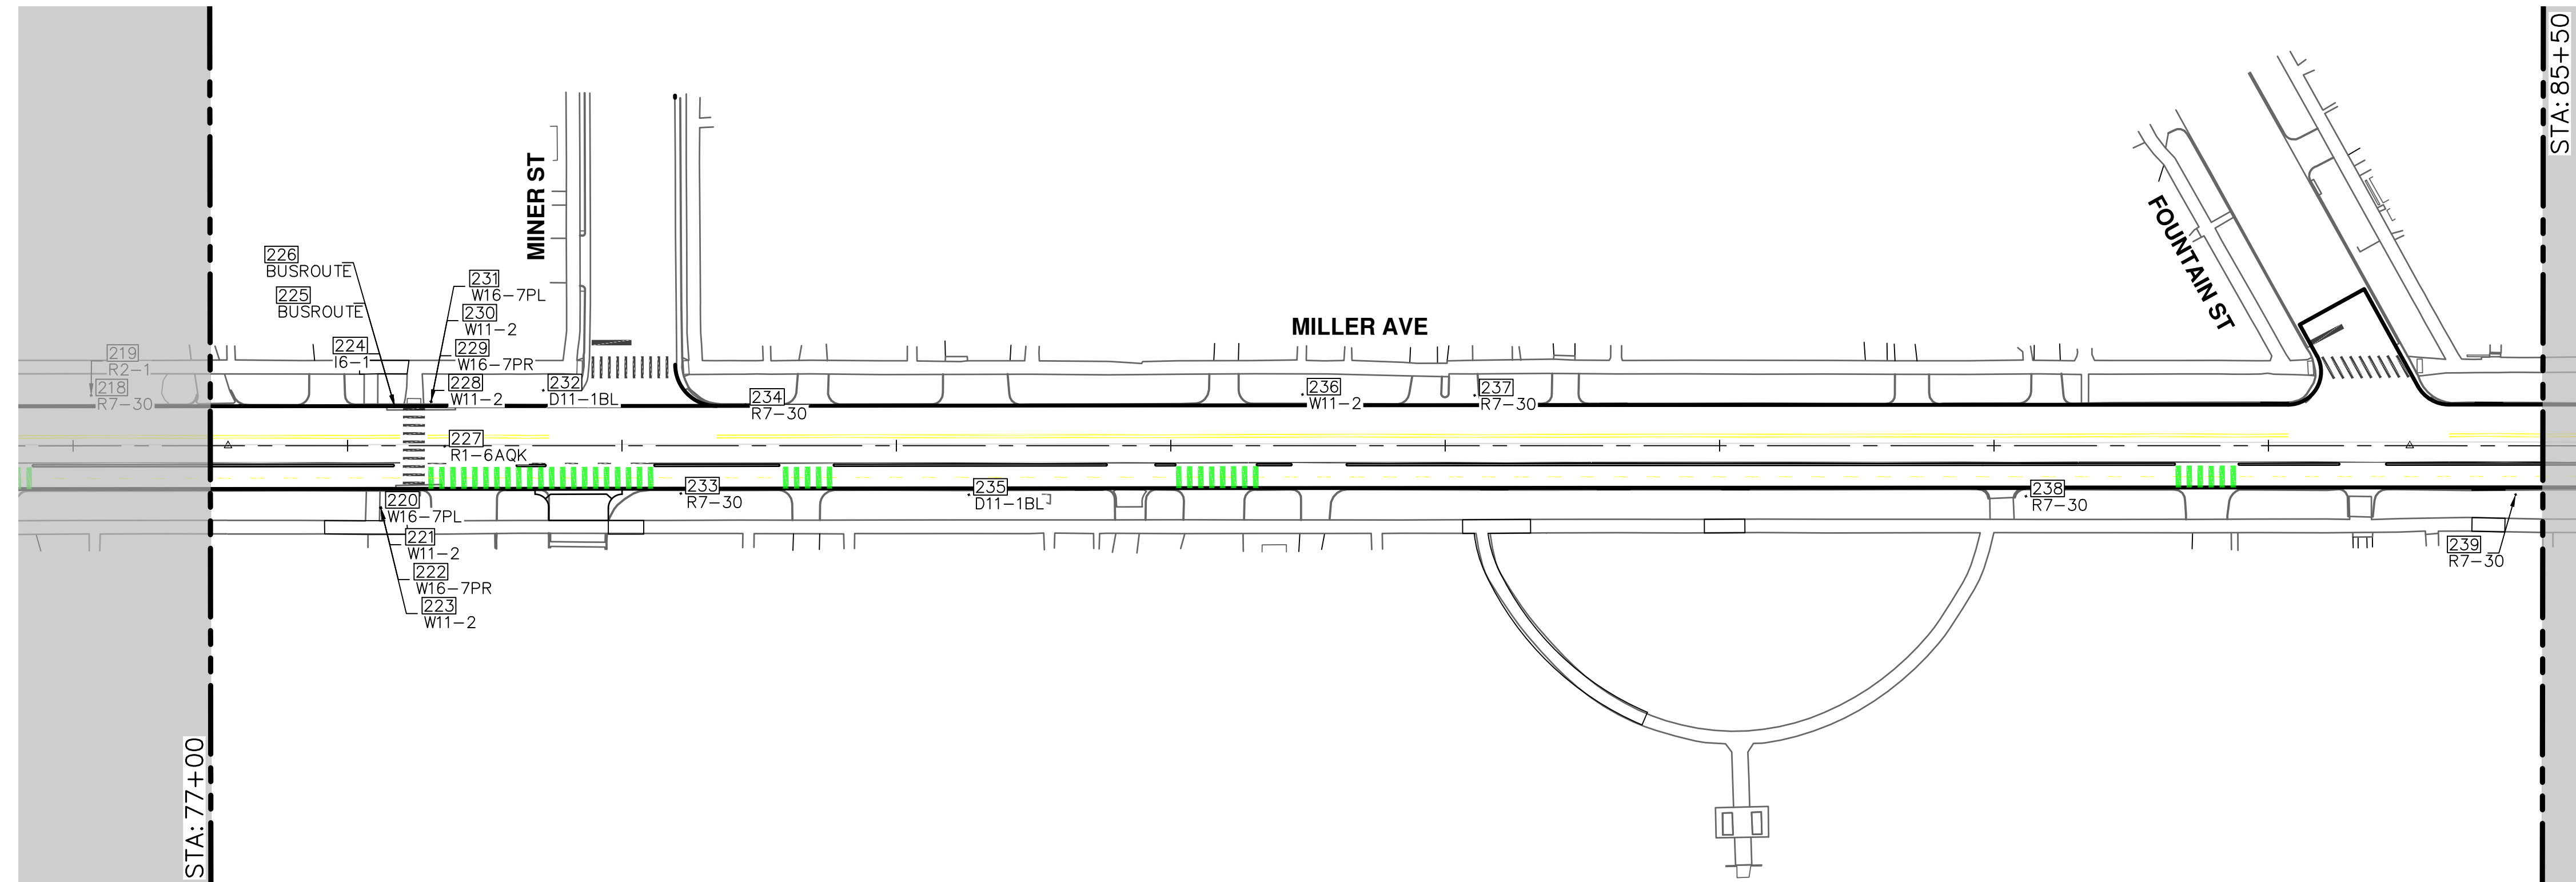 STA: 77+00
STA: 85+50
MINER ST
FOUNTAIN ST
MILLER AVE
219
R2-1
218
R7-30
226
BUSROUTE
225
BUSROUTE
224
I6-1
231
W16-7PL
230
W11-2
229
W16-7PR
228
W11-2
232
D11-1BL
227
R1-6AQK
220
W16-7PL
221
W11-2
222
W16-7PR
223
W11-2
234
R7-30
233
R7-30
235
D11-1BL
236
W11-2
237
R7-30
238
R7-30
239
R7-30